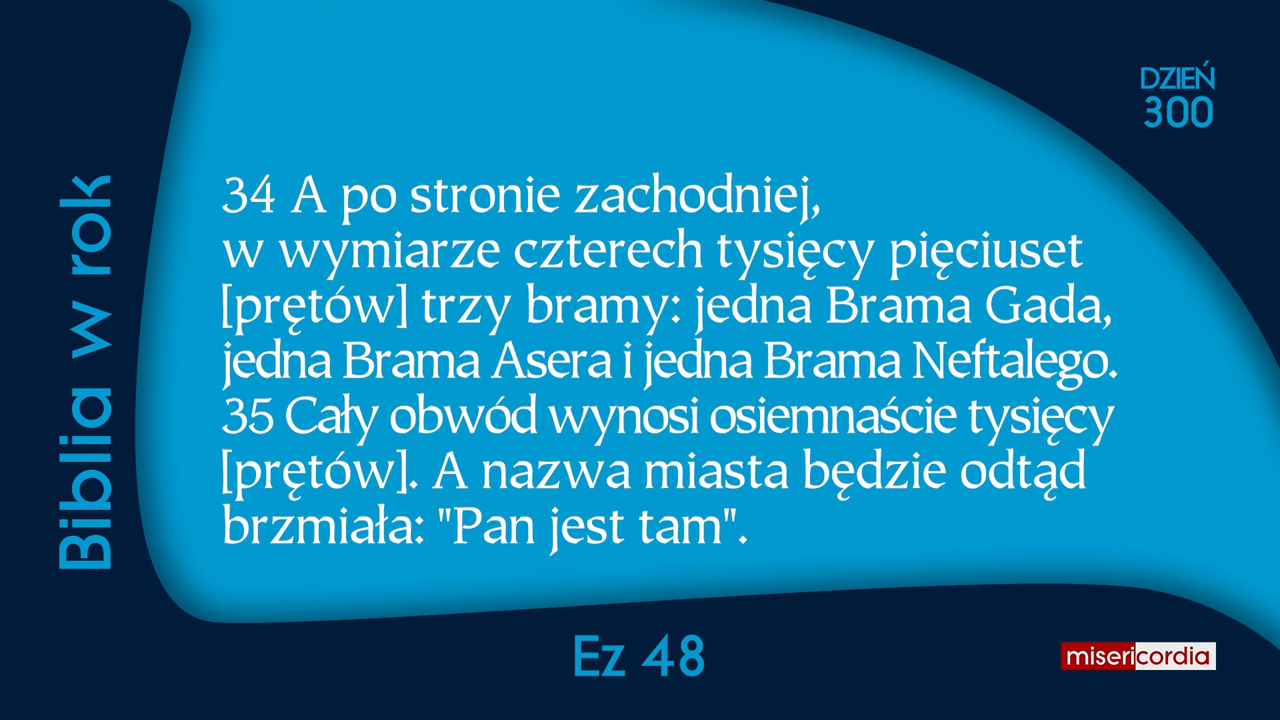 DZIEŃ
300
Biblia w rok
34 A po stronie zachodniej,
w wymiarze czterech tysięcy pięciuset
[prętów] trzy bramy: jedna Brama Gada,
jedna Brama Asera i jedna Brama Neftalego.
35 Cały obwód wynosi osiemnaście tysięcy
[prętów]. A nazwa miasta będzie odtąd
brzmiała: "Pan jest tam".
Ez 48
misericordia